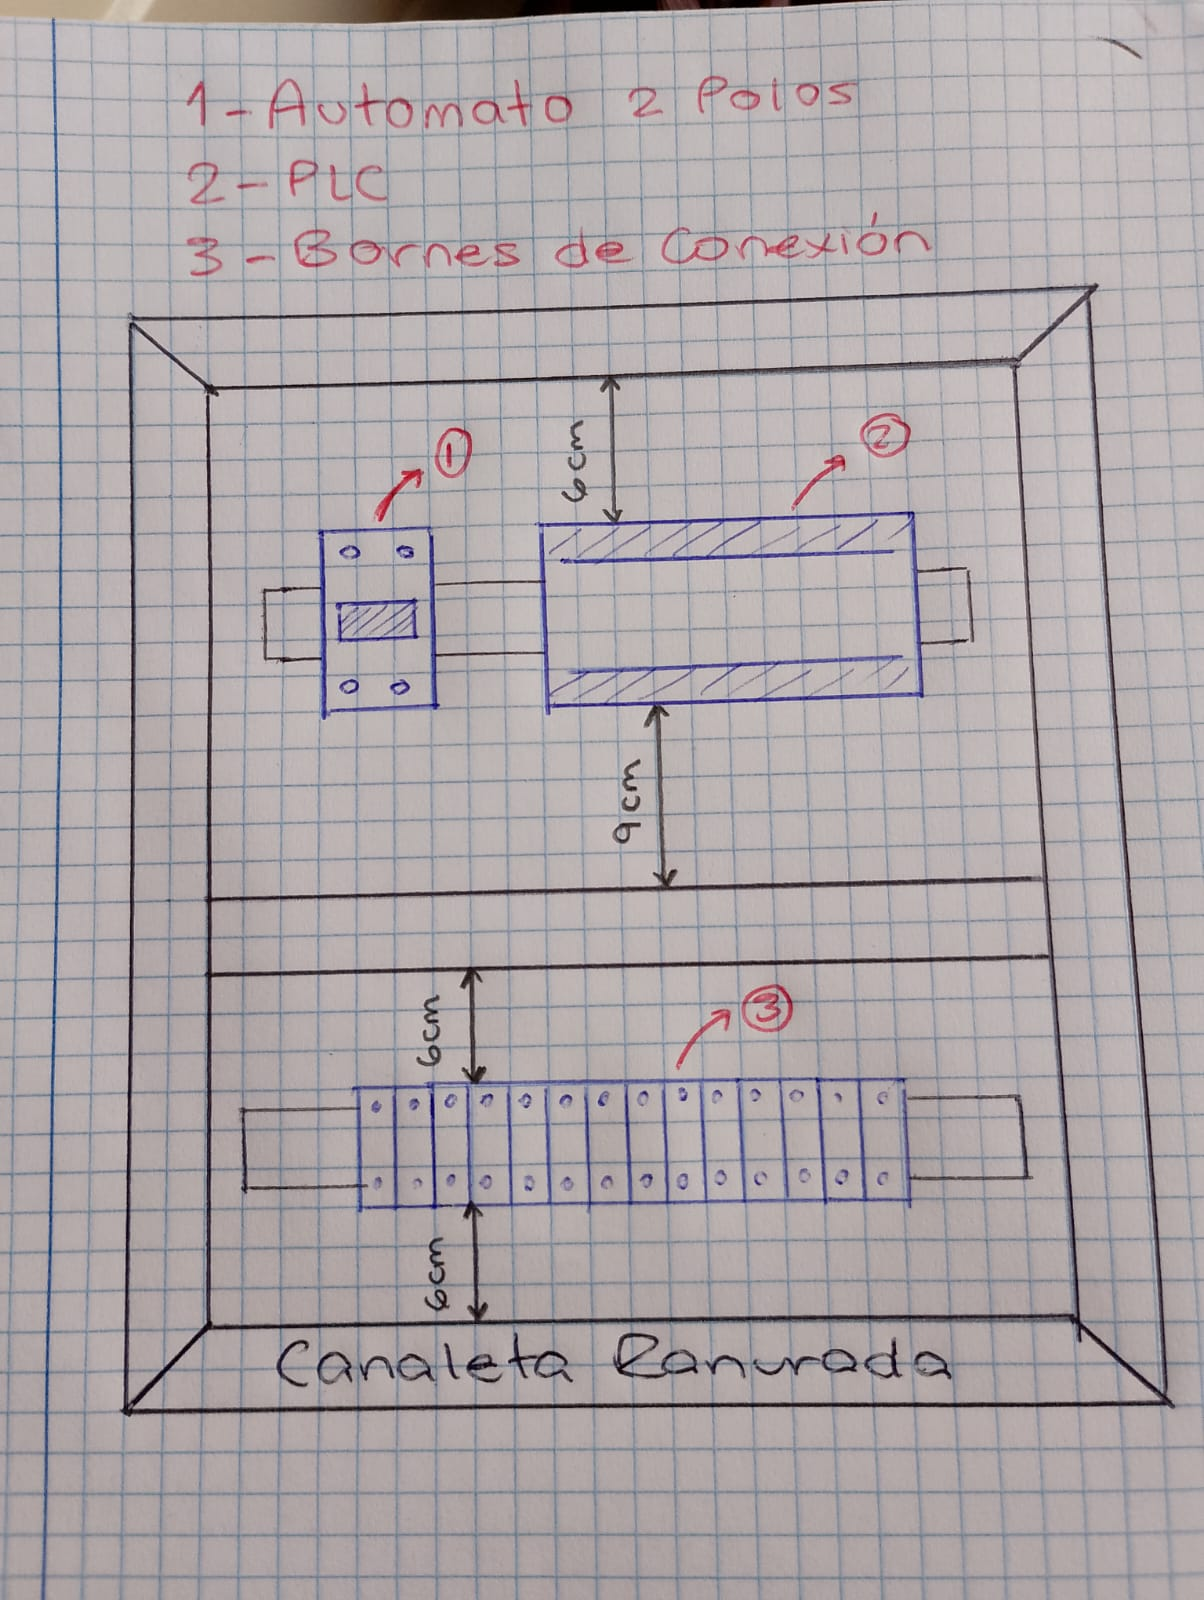 1- Automato 2 Polos
2- PLC
3- Bornes de Conexión
6cm
1
2
9cm
6cm
3
6cm
Canaleta Ranurada